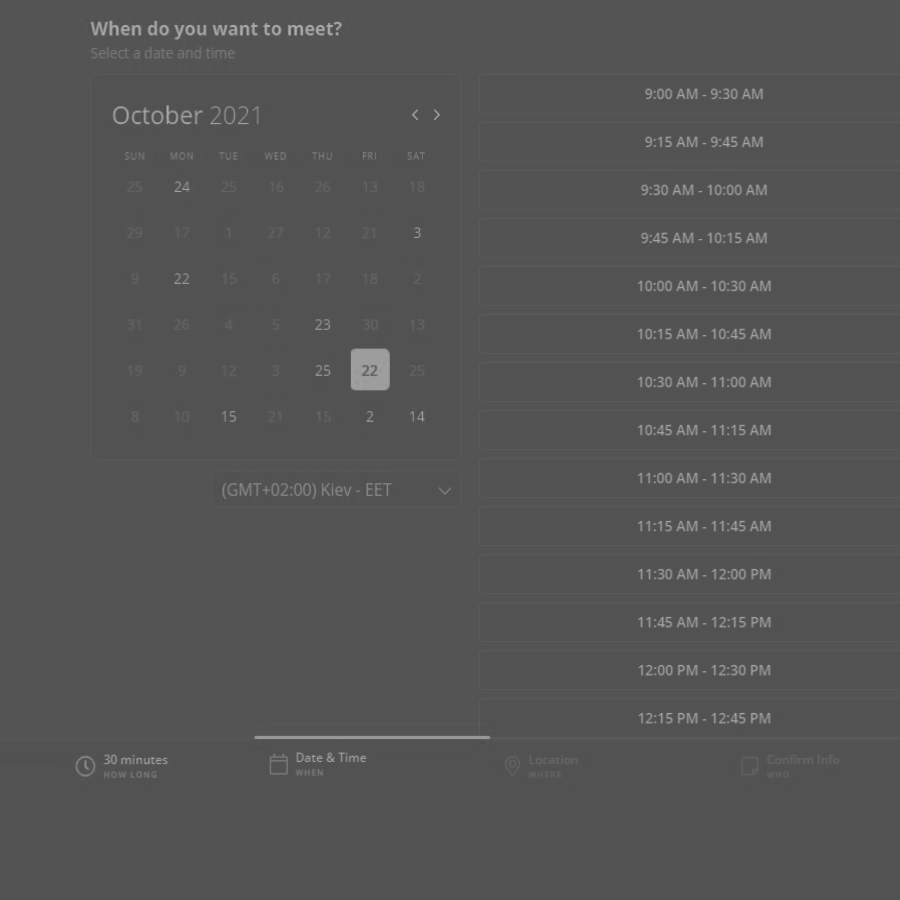 When do you want to meet?
Select a date and time
October 2021
SUN MON TUE WED THU FRI SAT
25 24 25 16 26 13 18
29 17 1 27 12 21 3
9 22 15 6 17 18 2
31 26 4 5 23 30 13
19 9 12 3 25 22 25
8 10 15 21 15 2 14
(GMT+02:00) Kiev - EET
9:00 AM - 9:30 AM
9:15 AM - 9:45 AM
9:30 AM - 10:00 AM
9:45 AM - 10:15 AM
10:00 AM - 10:30 AM
10:15 AM - 10:45 AM
10:30 AM - 11:00 AM
10:45 AM - 11:15 AM
11:00 AM - 11:30 AM
11:15 AM - 11:45 AM
11:30 AM - 12:00 PM
11:45 AM - 12:15 PM
12:00 PM - 12:30 PM
12:15 PM - 12:45 PM
30 minutes
HOW LONG
Date & Time
WHEN
Location
WHERE
Confirm Info
WHO